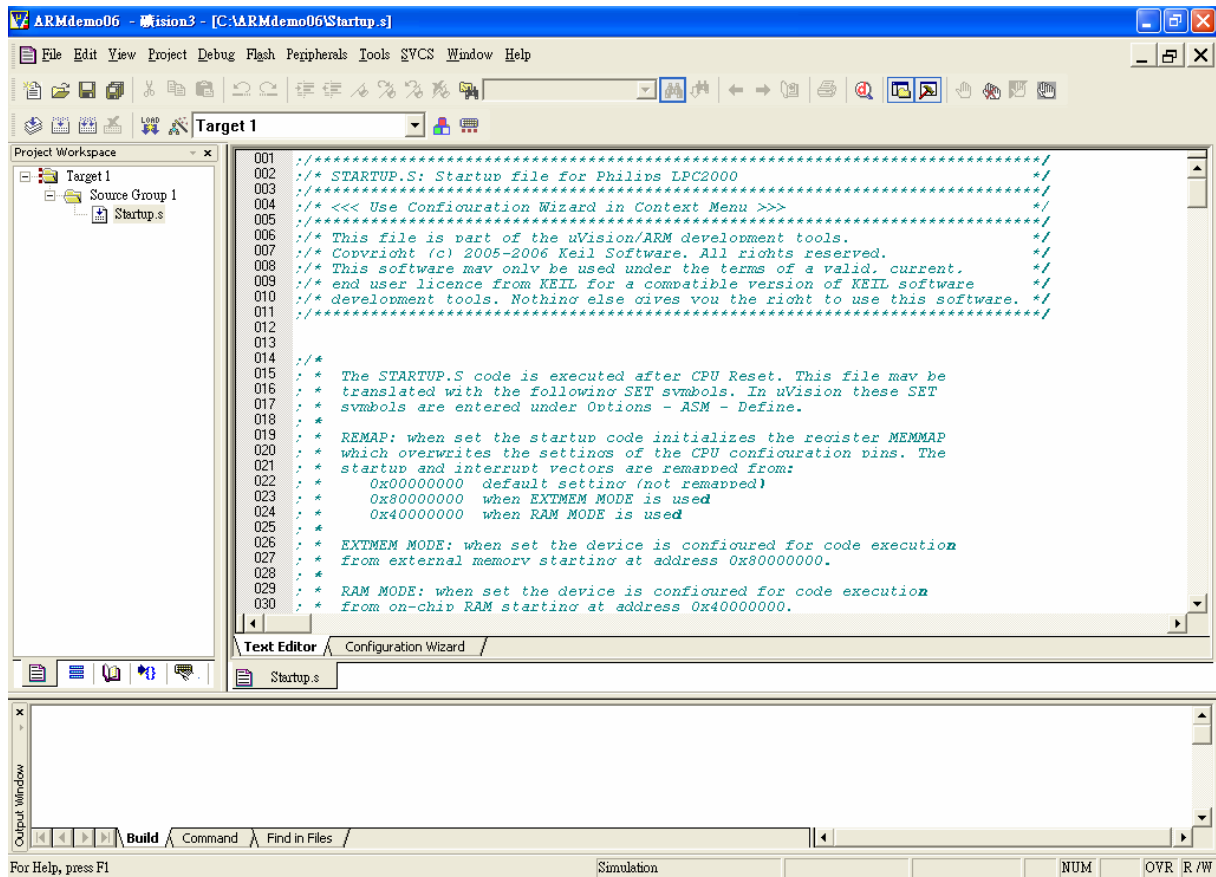 ARMdemo06 - 礦ision3 - [C:\ARMdemo06\Startup.s]
File Edit View Project Debug Flash Peripherals Tools SVCS Window Help
LOAD Target 1
Project Workspace
Target 1
Source Group 1
Startup.s
001 ;/***********************************************************************/
002 ;/* STARTUP.S: Startup file for Philips LPC2000 */
003 ;/***********************************************************************/
004 ;/* <<< Use Configuration Wizard in Context Menu >>> */
005 ;/***********************************************************************/
006 ;/* This file is part of the uVision/ARM development tools. */
007 ;/* Copyright (c) 2005-2006 Keil Software. All rights reserved. */
008 ;/* This software may only be used under the terms of a valid, current, */
009 ;/* end user licence from KEIL for a compatible version of KEIL software */
010 ;/* development tools. Nothing else gives you the right to use this software. */
011 ;/***********************************************************************/
012
013
014 ;/*
015 ; * The STARTUP.S code is executed after CPU Reset. This file may be
016 ; * translated with the following SET symbols. In uVision these SET
017 ; * symbols are entered under Options - ASM - Define.
018 ; *
019 ; * REMAP: when set the startup code initializes the register MEMMAP
020 ; * which overwrites the settings of the CPU configuration pins. The
021 ; * startup and interrupt vectors are remapped from:
022 ; * 0x00000000 default setting (not remapped)
023 ; * 0x80000000 when EXTMEM_MODE is used
024 ; * 0x40000000 when RAM_MODE is used
025 ; *
026 ; * EXTMEM_MODE: when set the device is configured for code execution
027 ; * from external memory starting at address 0x80000000.
028 ; *
029 ; * RAM_MODE: when set the device is configured for code execution
030 ; * from on-chip RAM starting at address 0x40000000.
Text Editor Configuration Wizard
Startup.s
Output Window
Build Command Find in Files
For Help, press F1 Simulation NUM OVR R/W